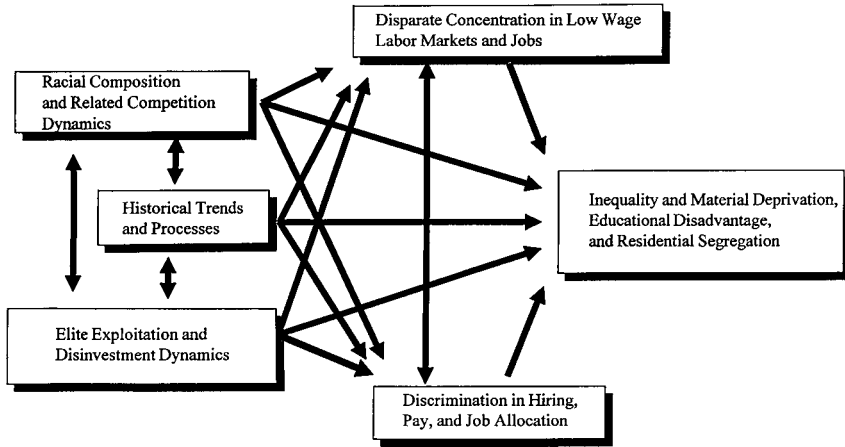 Disparate Concentration in Low Wage
Labor Markets and Jobs
Racial Composition
and Related Competition
Dynamics
Historical Trends
and Processes
Inequality and Material Deprivation,
Educational Disadvantage,
and Residential Segregation
Elite Exploitation and
Disinvestment Dynamics
Discrimination in Hiring,
Pay, and Job Allocation